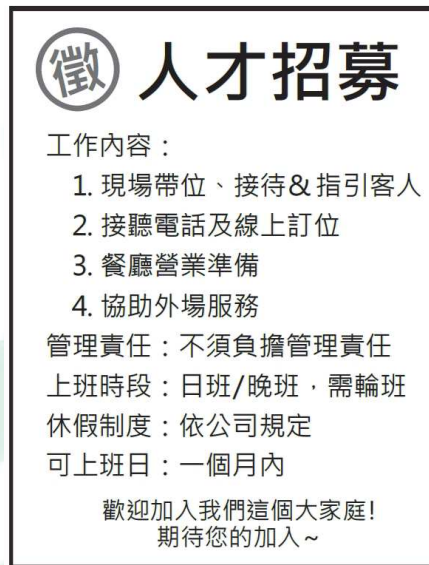 徵 人才招募
工作內容：
1. 現場帶位、接待&指引客人
2. 接聽電話及線上訂位
3. 餐廳營業準備
4. 協助外場服務
管理責任：不須負擔管理責任
上班時段：日班/晚班，需輪班
休假制度：依公司規定
可上班日：一個月內
歡迎加入我們這個大家庭!
期待您的加入~